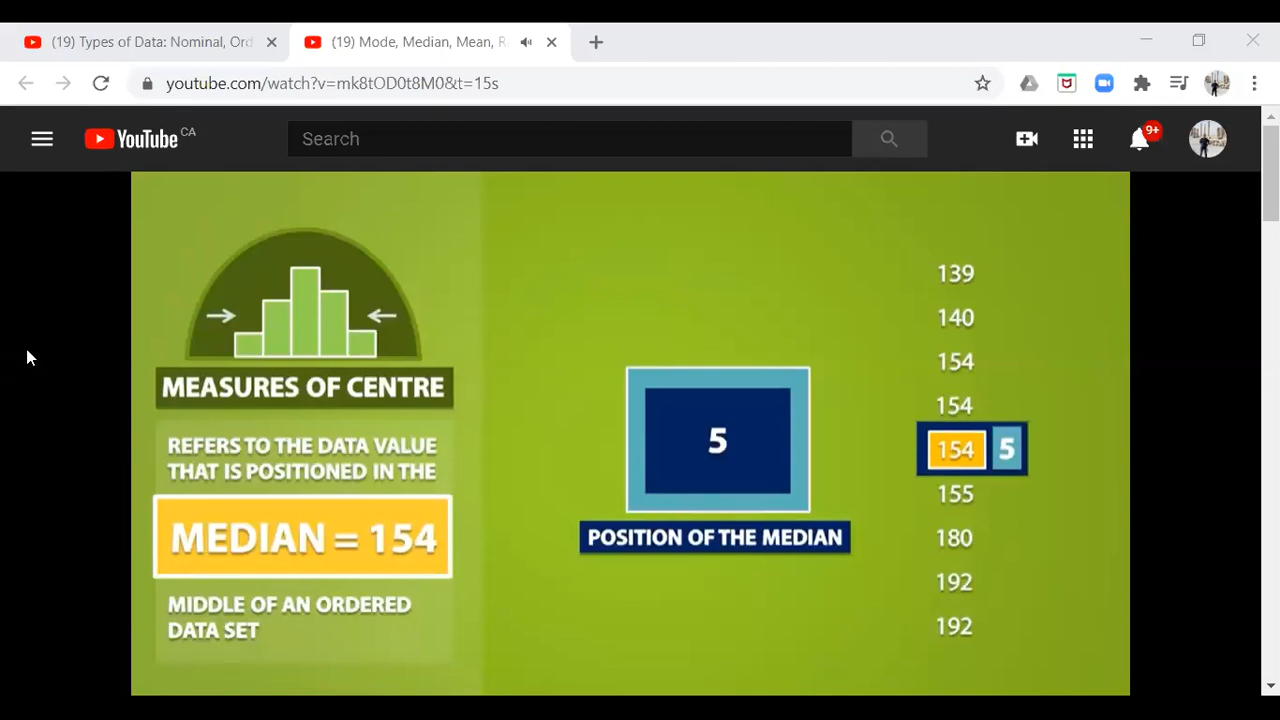 (19) Types of Data: Nominal, Ord
(19) Mode, Median, Mean, R
youtube.com/watch?v=mk8tOD0t8M0&t=15s
YouTube CA
Search
9+
MEASURES OF CENTRE
REFERS TO THE DATA VALUE
THAT IS POSITIONED IN THE
MEDIAN = 154
MIDDLE OF AN ORDERED
DATA SET
5
POSITION OF THE MEDIAN
139
140
154
154
154 5
155
180
192
192